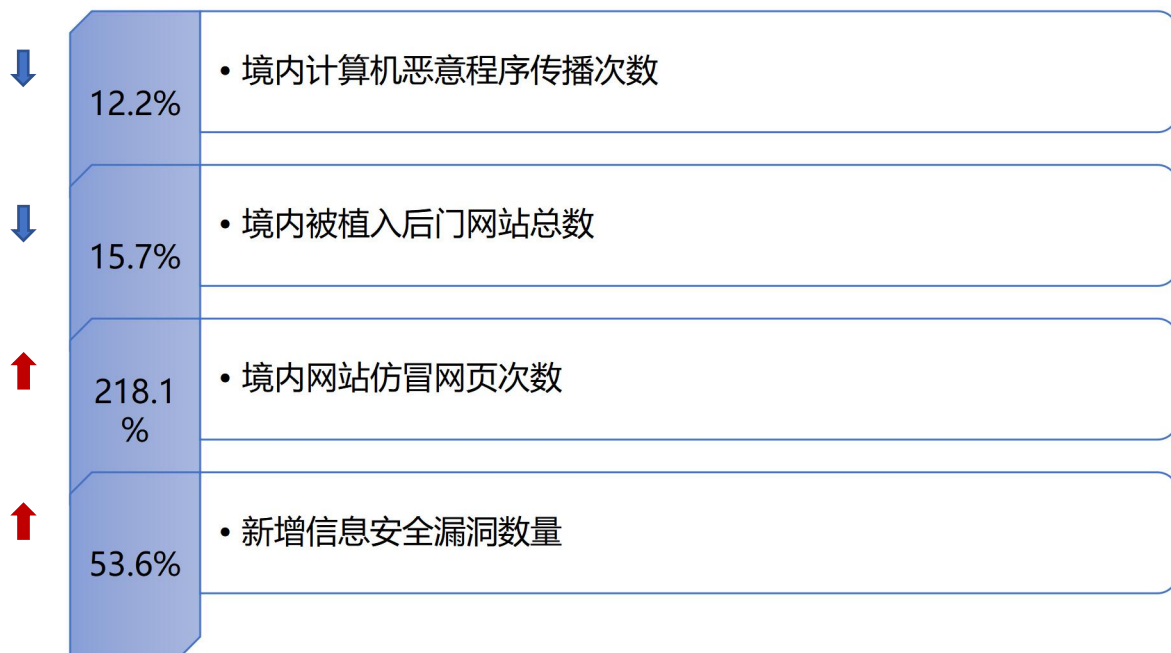 12.2%
• 境内计算机恶意程序传播次数
15.7%
• 境内被植入后门网站总数
218.1
%
• 境内网站仿冒网页次数
53.6%
• 新增信息安全漏洞数量